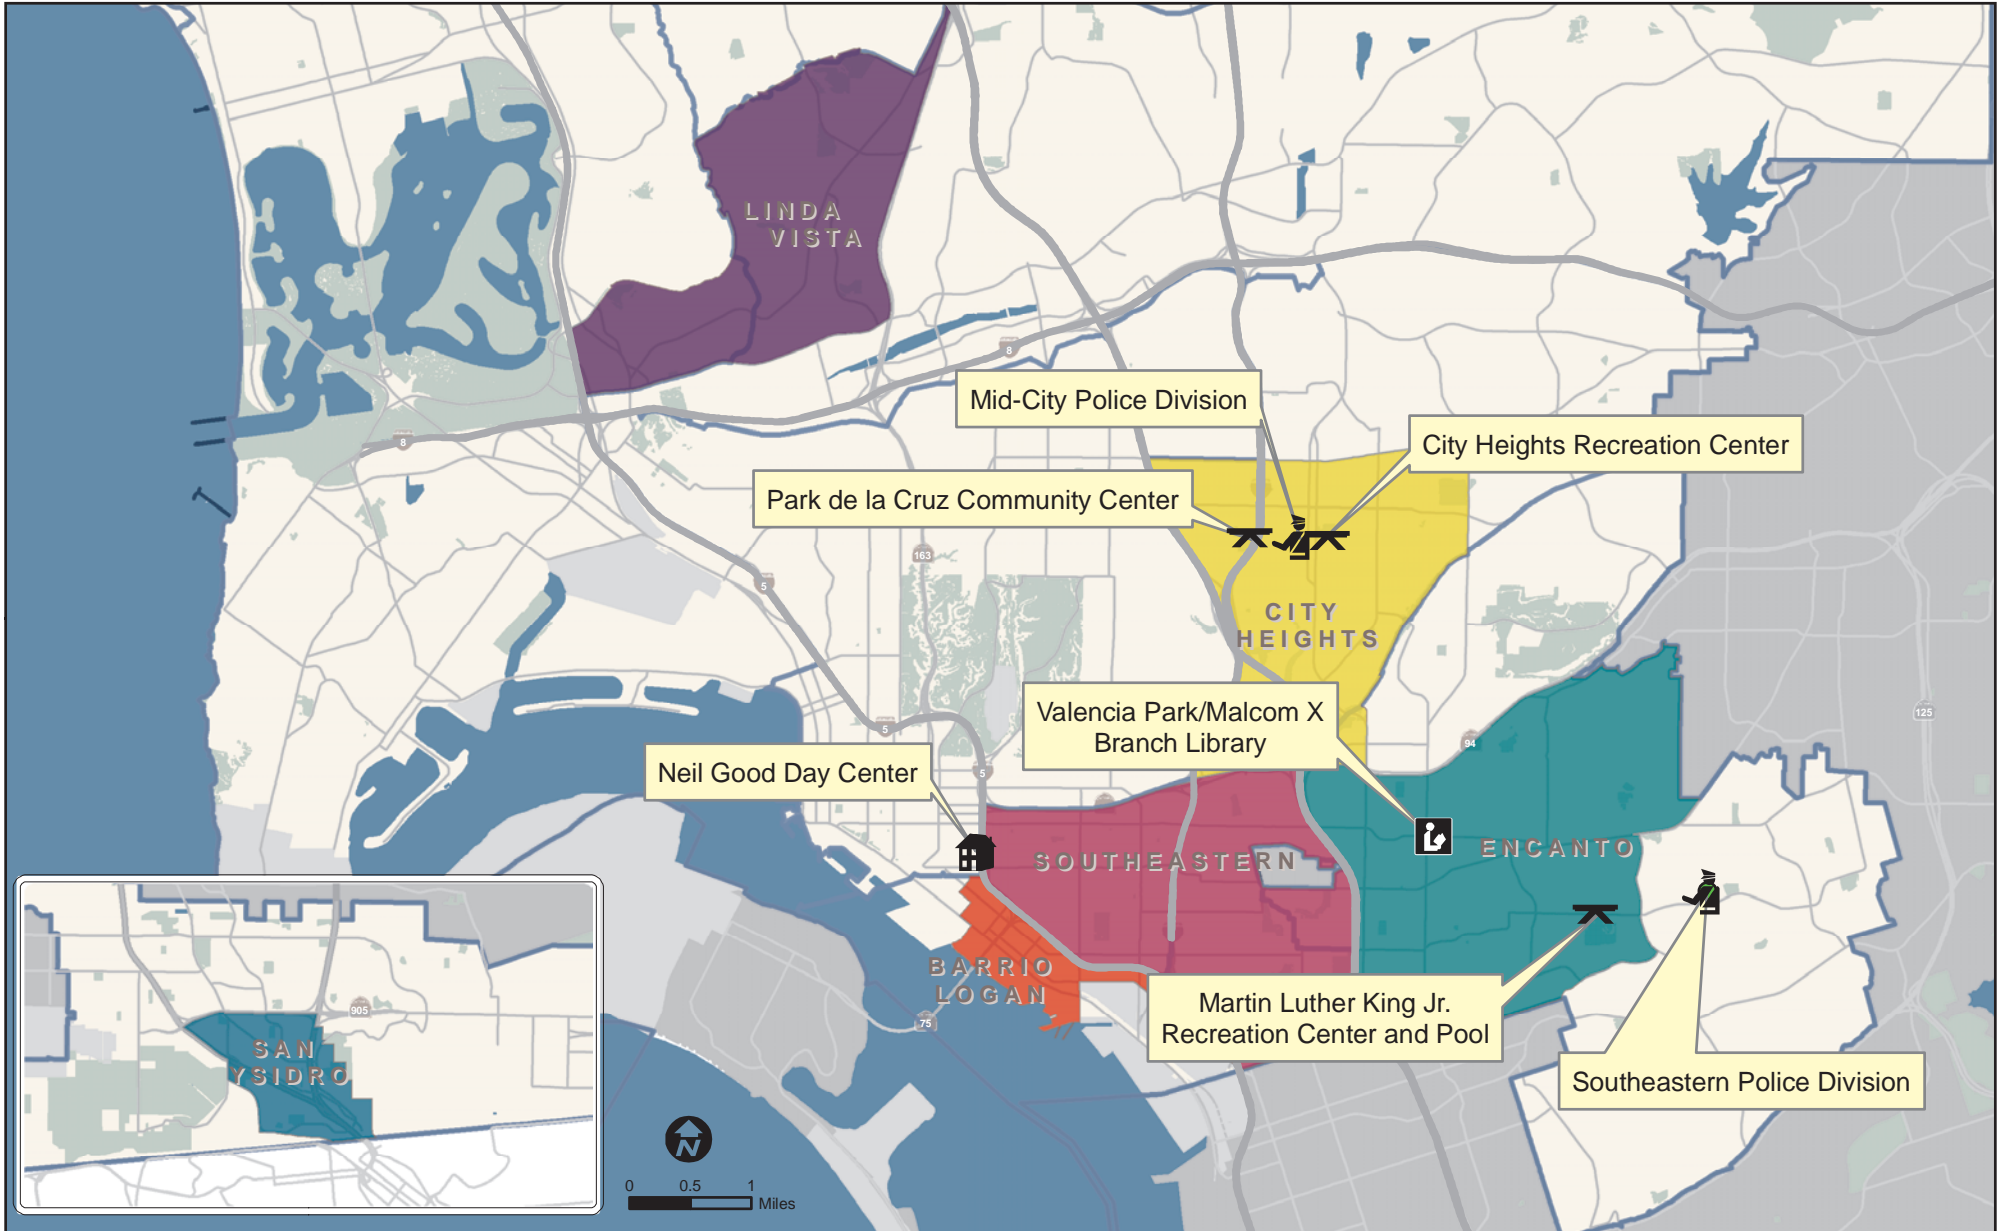 LINDA
VISTA
8
Mid-City Police Division
City Heights Recreation Center
8
Park de la Cruz Community Center
163
5
CITY
HEIGHTS
Valencia Park/Malcom X
Branch Library
125
5
94
Neil Good Day Center
5
SOUTHEASTERN
ENCANTO
BARRIO
LOGAN
Martin Luther King Jr.
Recreation Center and Pool
905
75
SAN
YSIDRO
Southeastern Police Division
N
0 0.5 1
Miles